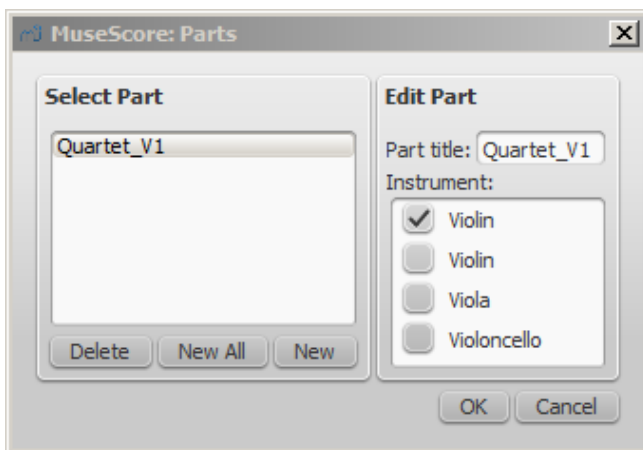 MuseScore: Parts
Select Part
Quartet_V1
Delete New All New
Edit Part
Part title: Quartet_V1
Instrument:
Violin
Violin
Viola
Violoncello
OK Cancel